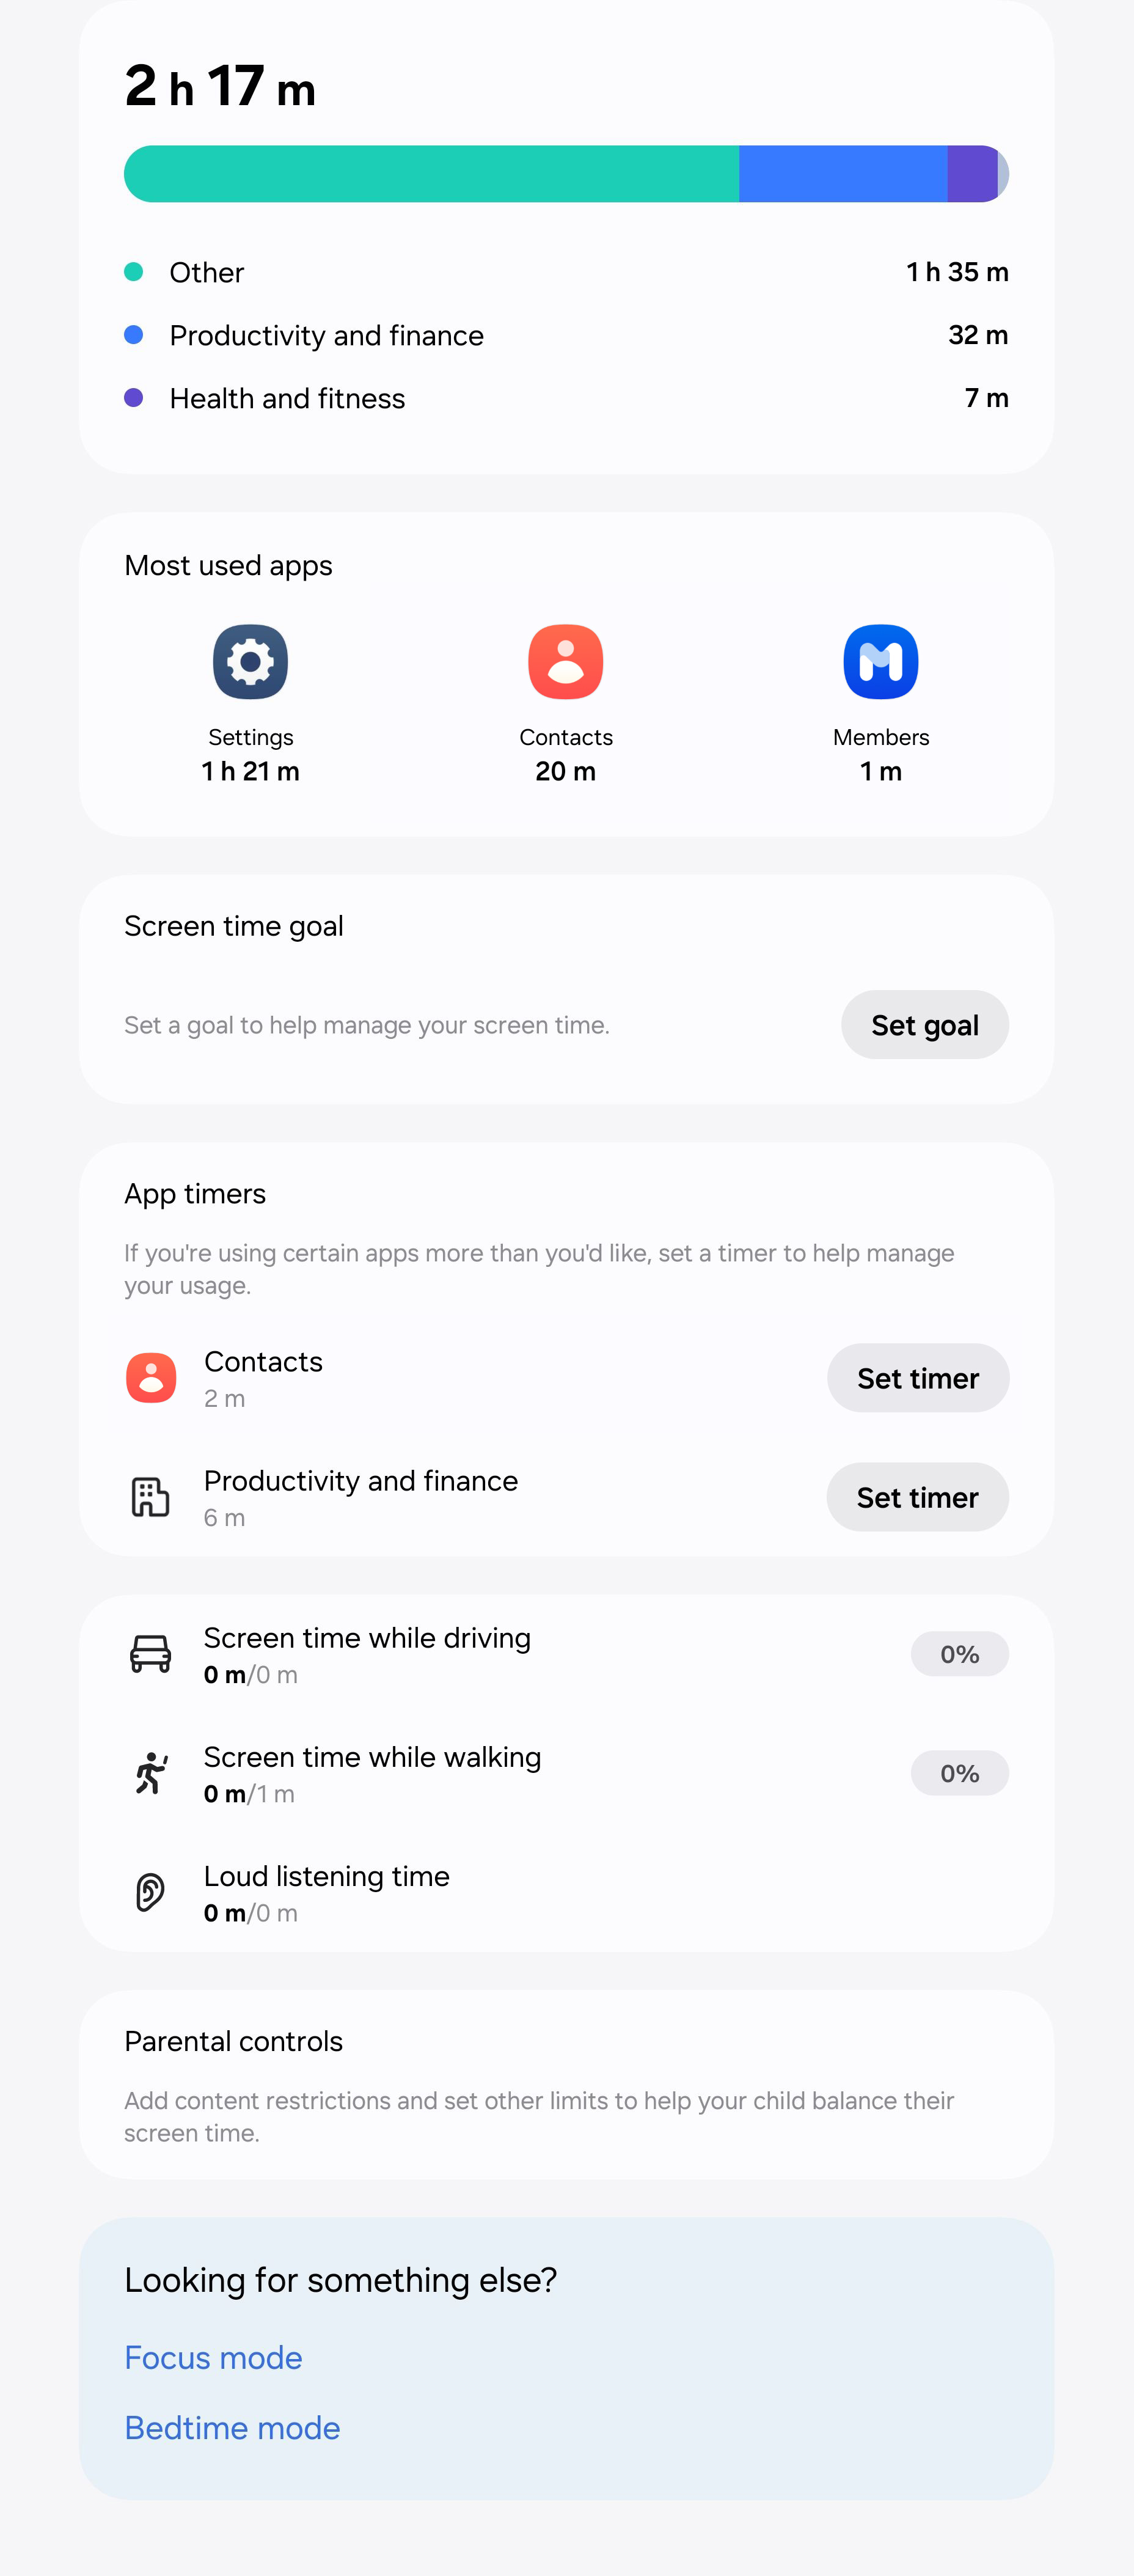 2 h 17 m
Other 1 h 35 m
Productivity and finance 32 m
Health and fitness 7 m
Most used apps
Settings Contacts Members
1 h 21 m 20 m 1 m
Screen time goal
Set a goal to help manage your screen time. Set goal
App timers
If you're using certain apps more than you'd like, set a timer to help manage
your usage.
Contacts
2 m
Set timer
Productivity and finance
6 m
Set timer
Screen time while driving
0 m/0 m
0%
Screen time while walking
0 m/1 m
0%
Loud listening time
0 m/0 m
Parental controls
Add content restrictions and set other limits to help your child balance their
screen time.
Looking for something else?
Focus mode
Bedtime mode